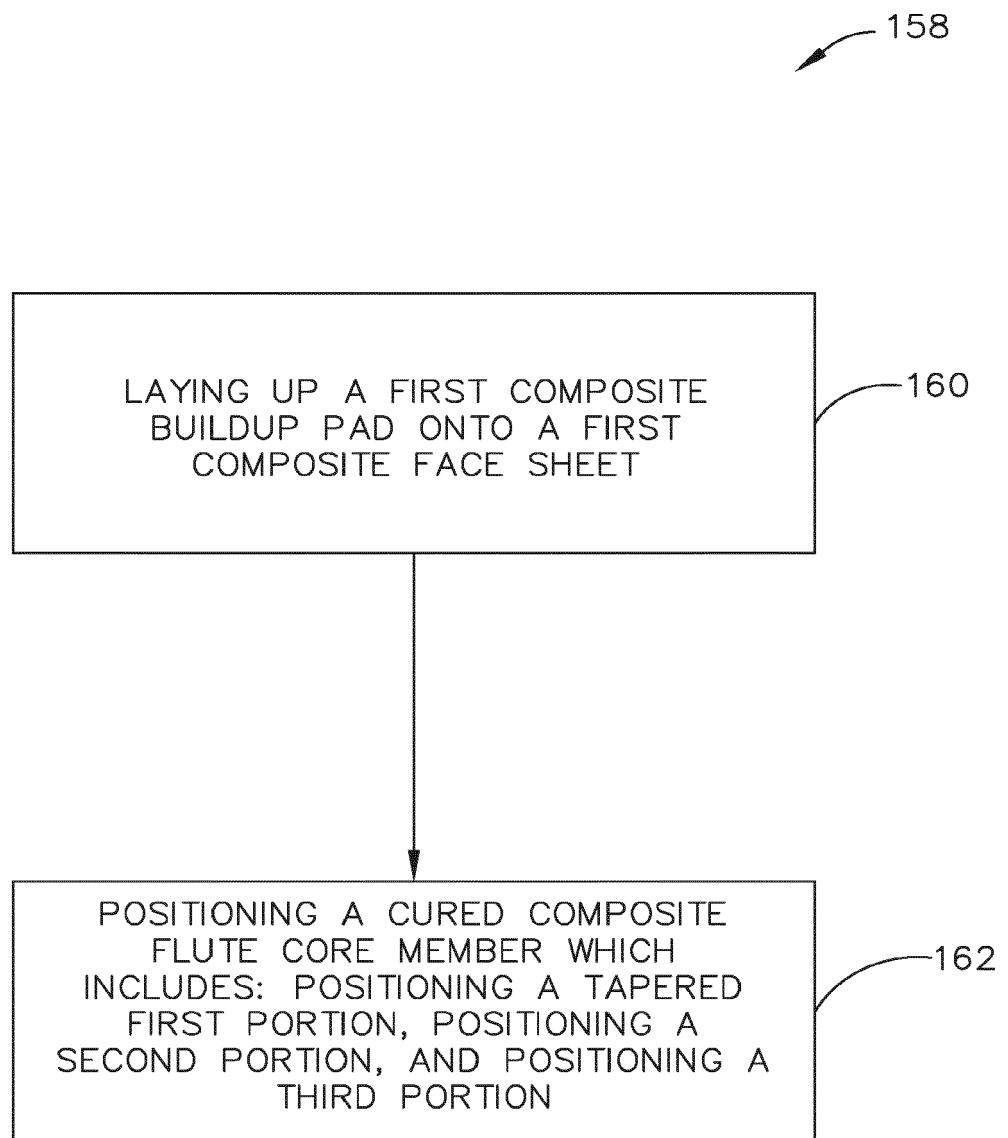 158
LAYING UP A FIRST COMPOSITE
BUILDUP PAD ONTO A FIRST
COMPOSITE FACE SHEET
160
POSITIONING A CURED COMPOSITE
FLUTE CORE MEMBER WHICH
INCLUDES: POSITIONING A TAPERED
FIRST PORTION, POSITIONING A
SECOND PORTION, AND POSITIONING A
THIRD PORTION
162